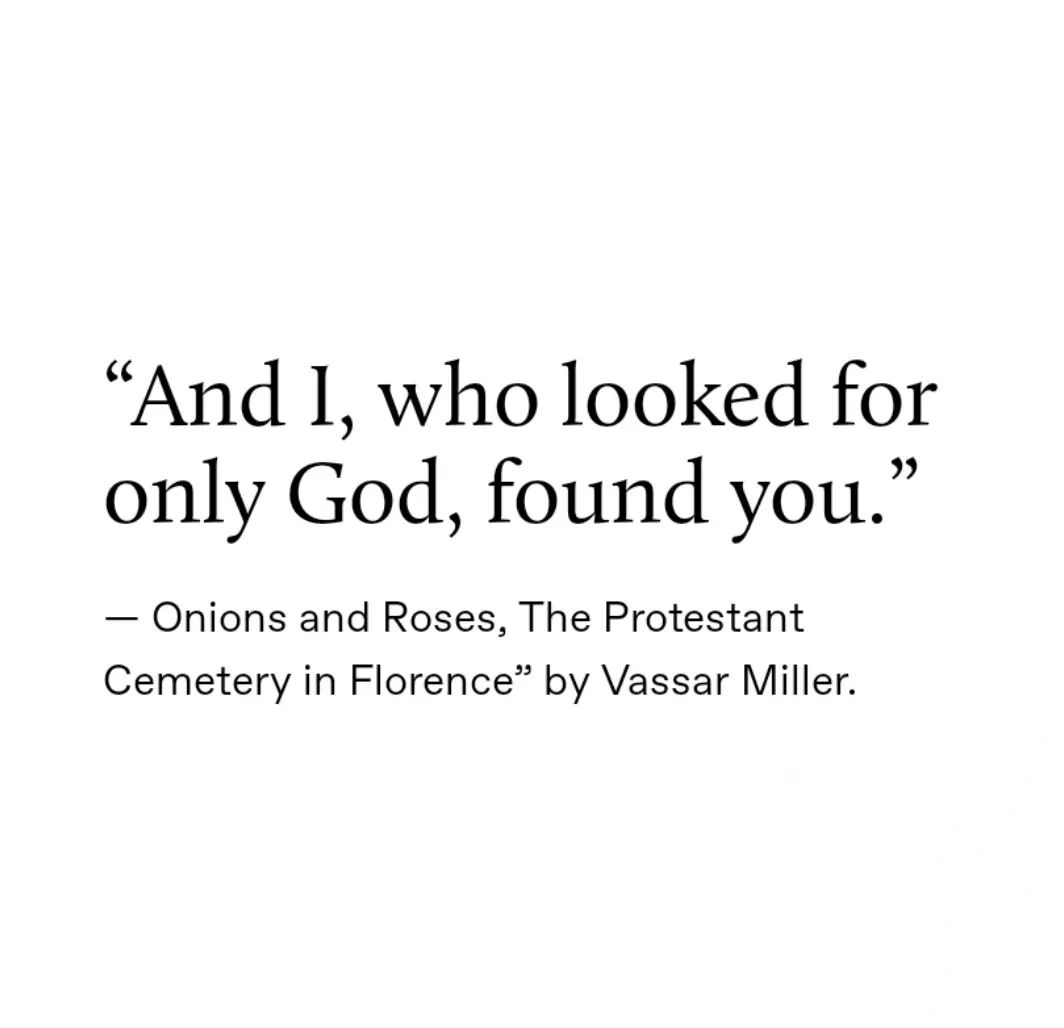 “And I, who looked for
only God, found you.”
— Onions and Roses, The Protestant
Cemetery in Florence” by Vassar Miller.